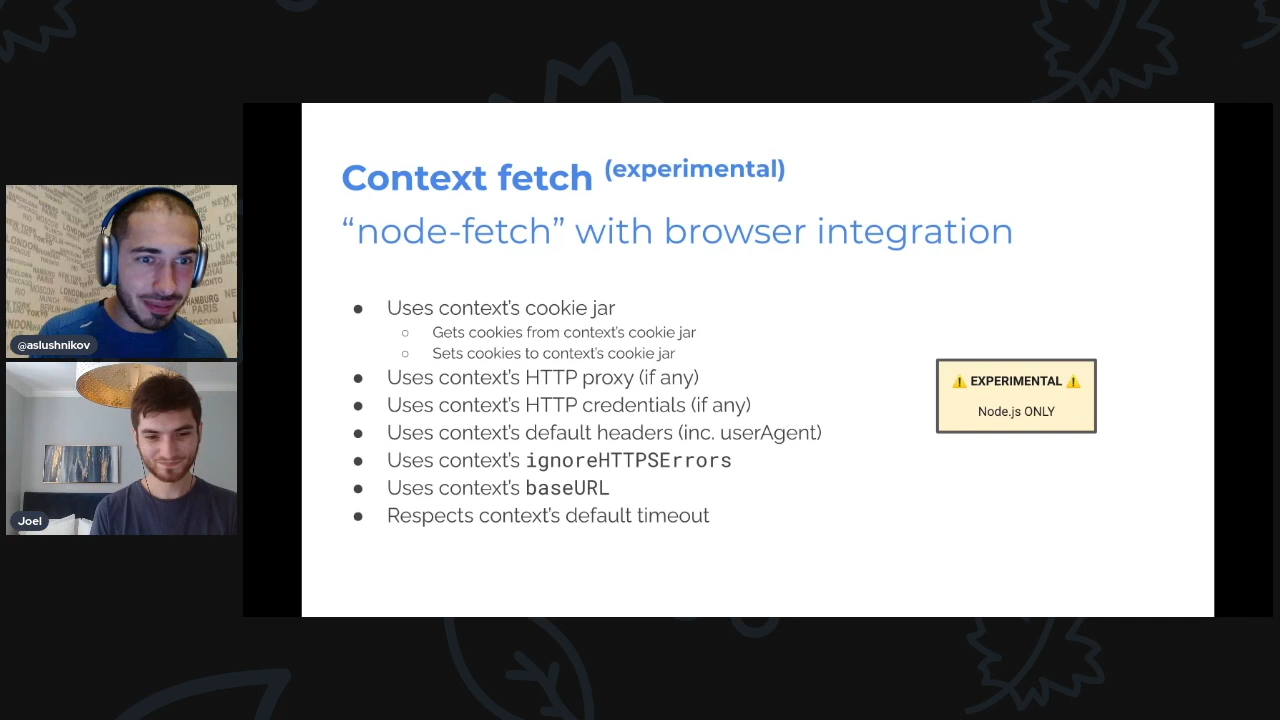 Context fetch (experimental)
“node-fetch” with browser integration
● Uses context’s cookie jar
○ Gets cookies from context’s cookie jar
○ Sets cookies to context’s cookie jar
● Uses context’s HTTP proxy (if any)
● Uses context’s HTTP credentials (if any)
● Uses context’s default headers (inc. userAgent)
● Uses context’s ignoreHTTPSErrors
● Uses context’s baseURL
● Respects context’s default timeout
⚠️ EXPERIMENTAL ⚠️
Node.js ONLY
@aslushnikov
Joel